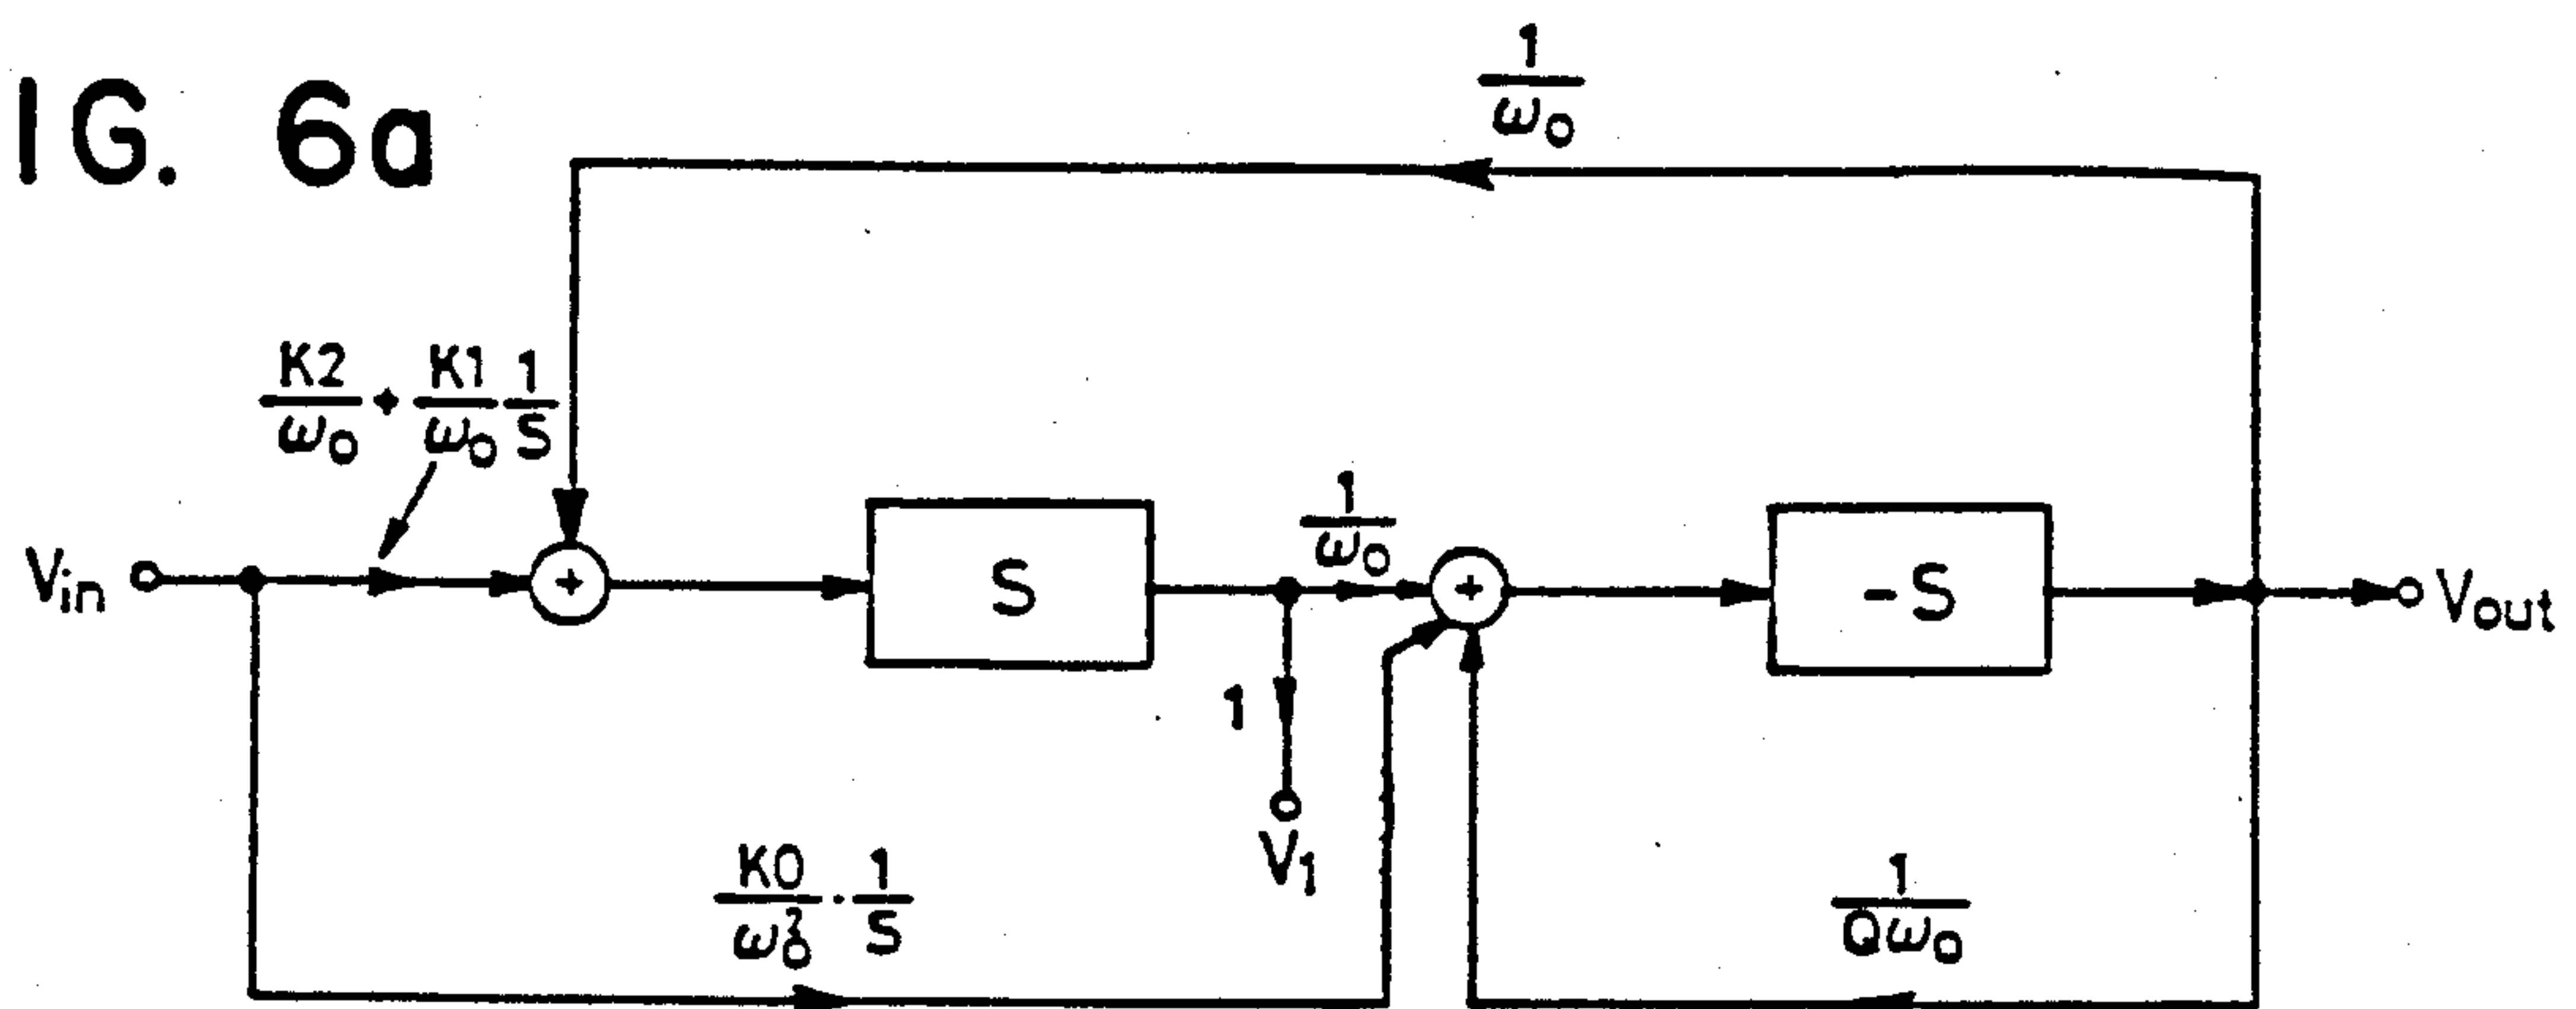 IG. 6a
1/ω₀
K2/ω₀ + K1/ω₀ 1/S
Vin
+
S
1/ω₀
+
-S
Vout
1
V1
K0/ω₀² · 1/S
1/Qω₀